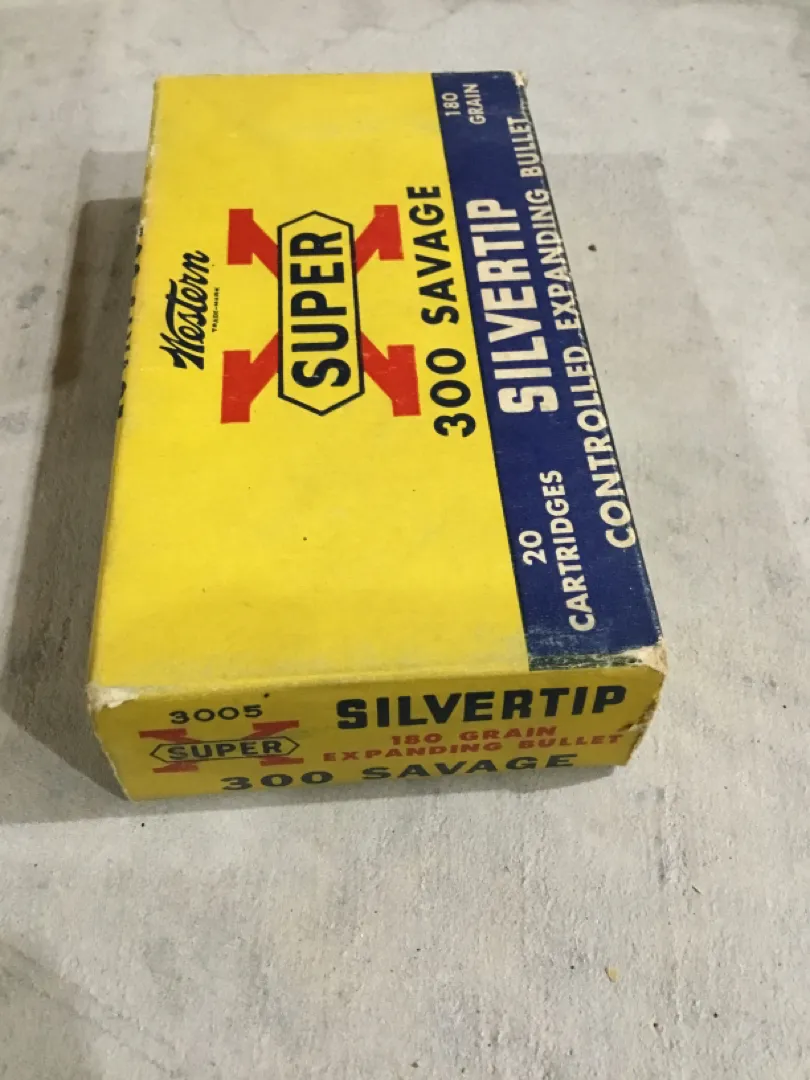 Western
TRADE-MARK
SUPER X
300 SAVAGE
180
GRAIN
SILVERTIP
20
CARTRIDGES
CONTROLLED EXPANDING BULLET
3005
SUPER X
SILVERTIP
180 GRAIN
EXPANDING BULLET
300 SAVAGE